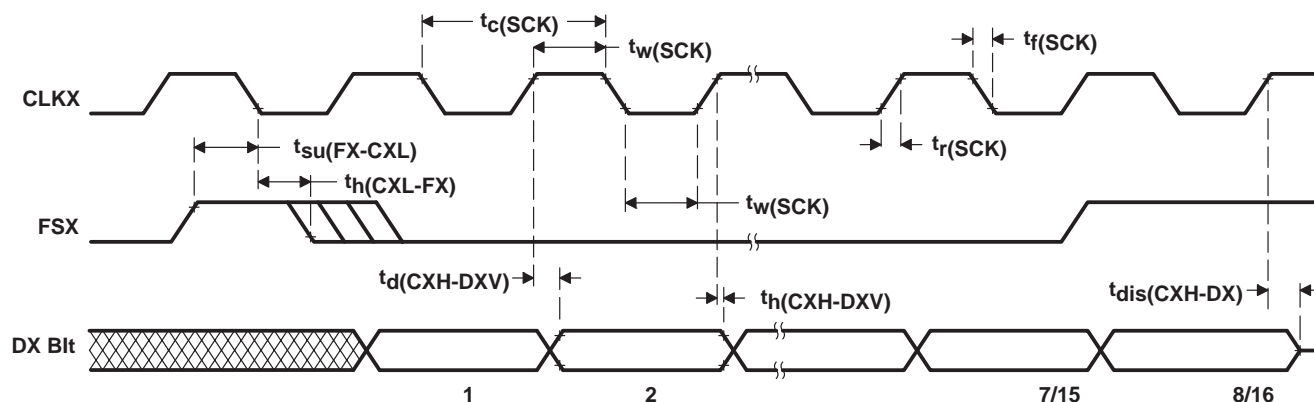 tc(SCK)
tw(SCK)
tf(SCK)
CLKX
tsu(FX-CXL)
tr(SCK)
th(CXL-FX)
tw(SCK)
FSX
td(CXH-DXV)
th(CXH-DXV)
tdis(CXH-DX)
DX BIt
1
2
7/15
8/16